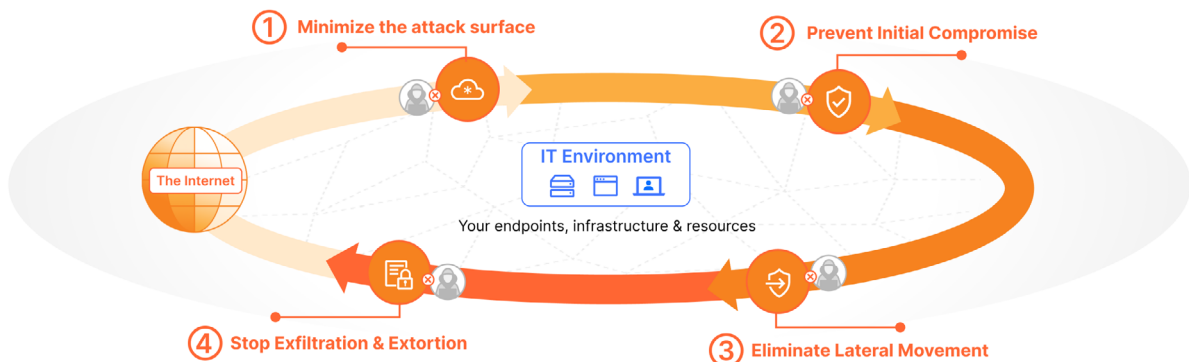 1 Minimize the attack surface
2 Prevent Initial Compromise
The Internet
IT Environment
Your endpoints, infrastructure & resources
4 Stop Exfiltration & Extortion
3 Eliminate Lateral Movement